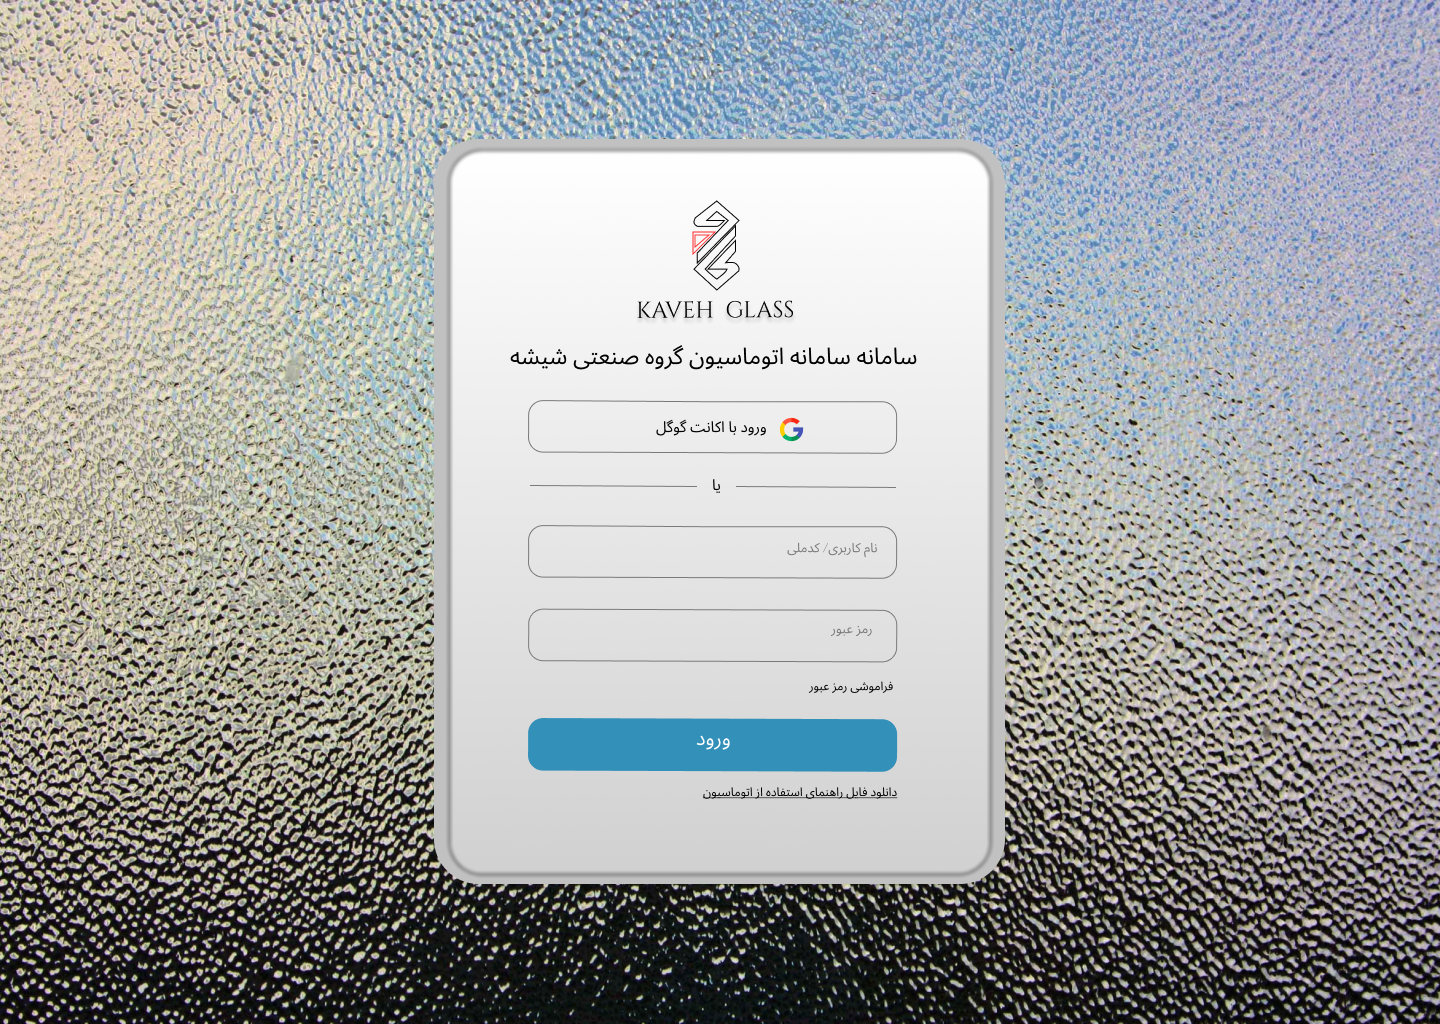 KAVEH GLASS
سامانه سامانه اتوماسیون گروه صنعتی شیشه
ورود با اکانت گوگل
یا
نام کاربری/ کدملی
رمز عبور
فراموشی رمز عبور
ورود
دانلود فایل راهنمای استفاده از اتوماسیون